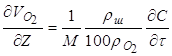 ∂V_{O₂}/∂Z = 1/M · ρ_ш/(100ρ_{O₂}) · ∂C/∂τ